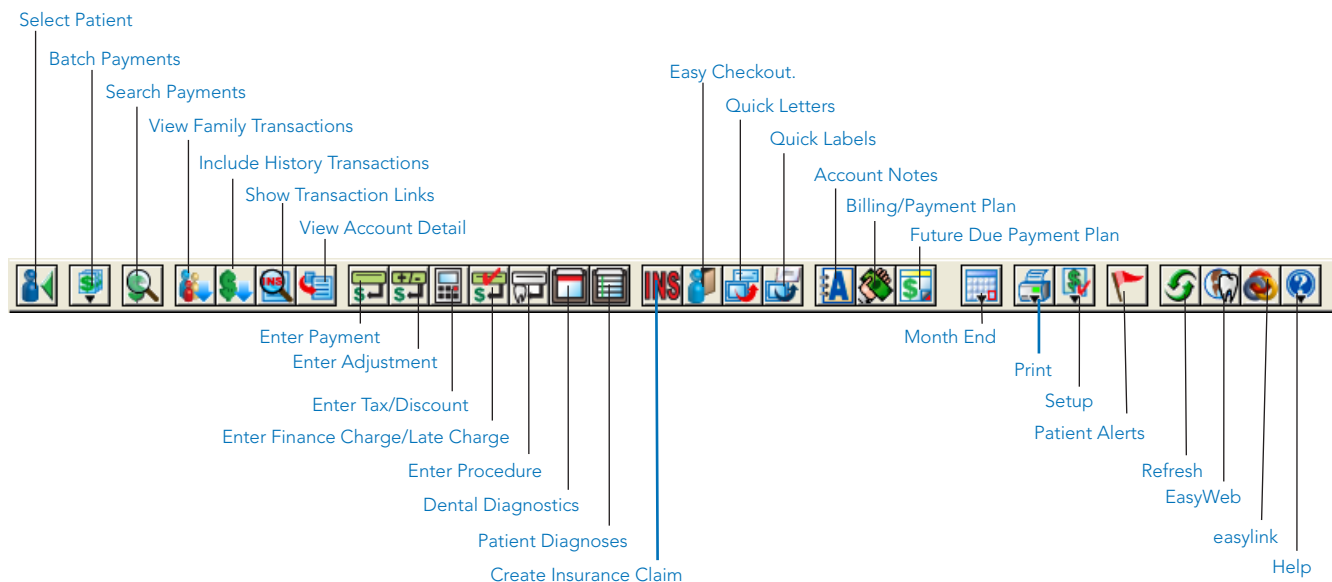 Select Patient
Batch Payments
Search Payments
View Family Transactions
Include History Transactions
Show Transaction Links
View Account Detail
Easy Checkout.
Quick Letters
Quick Labels
Account Notes
Billing/Payment Plan
Future Due Payment Plan
INS
INS
A
Enter Payment
Enter Adjustment
Enter Tax/Discount
Enter Finance Charge/Late Charge
Enter Procedure
Dental Diagnostics
Patient Diagnoses
Create Insurance Claim
Month End
Print
Setup
Patient Alerts
Refresh
EasyWeb
easylink
Help